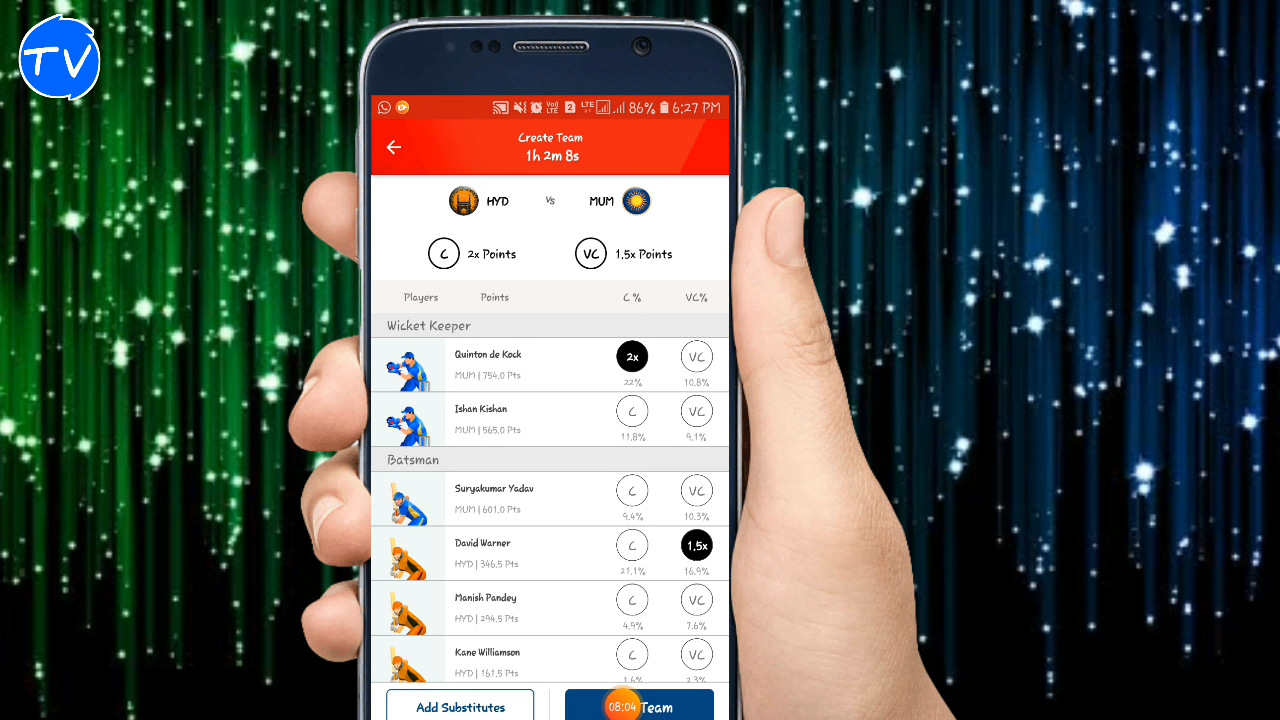 TV
86% 6:27 PM
Create Team
1h 2m 8s
HYD Vs MUM
C 2x Points VC 1.5x Points
Players Points C % VC%
Wicket Keeper
Quinton de Kock 2x VC
MUM | 754.0 Pts 22% 10.8%
Ishan Kishan C VC
MUM | 565.0 Pts 11.8% 9.1%
Batsman
Suryakumar Yadav C VC
MUM | 601.0 Pts 9.4% 10.3%
David Warner C 1.5x
HYD | 346.5 Pts 21.1% 16.9%
Manish Pandey C VC
HYD | 294.5 Pts 4.9% 7.6%
Kane Williamson C VC
HYD | 161.5 Pts 1.6% 2.3%
Add Substitutes 08:04 Team